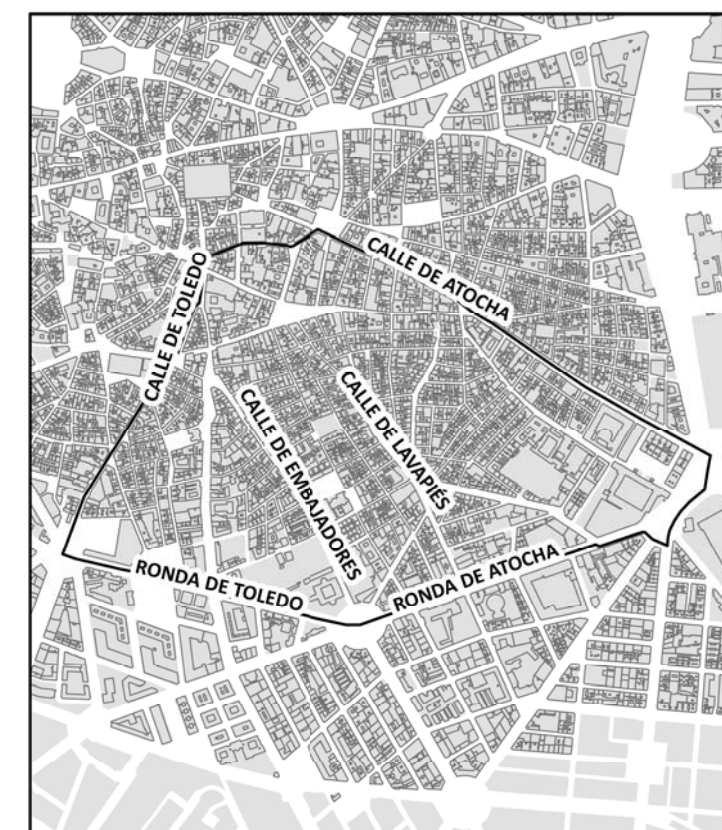 CALLE DE ATOCHA
CALLE DE TOLEDO
CALLE DE LAVAPIÉS
CALLE DE EMBAJADORES
RONDA DE ATOCHA
RONDA DE TOLEDO